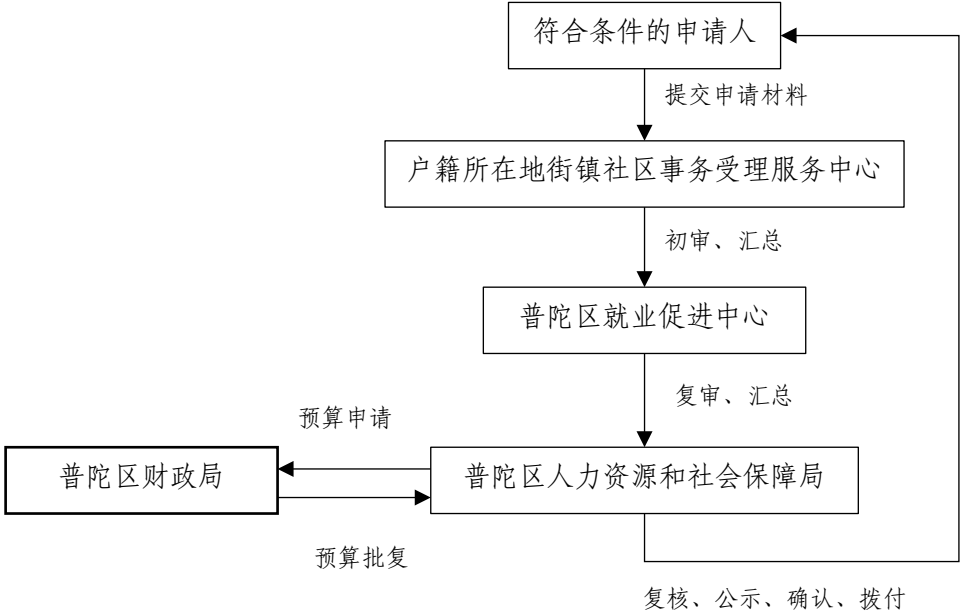 符合条件的申请人
提交申请材料
户籍所在地街镇社区事务受理服务中心
初审、汇总
普陀区就业促进中心
复审、汇总
预算申请
普陀区财政局
普陀区人力资源和社会保障局
预算批复
复核、公示、确认、拨付